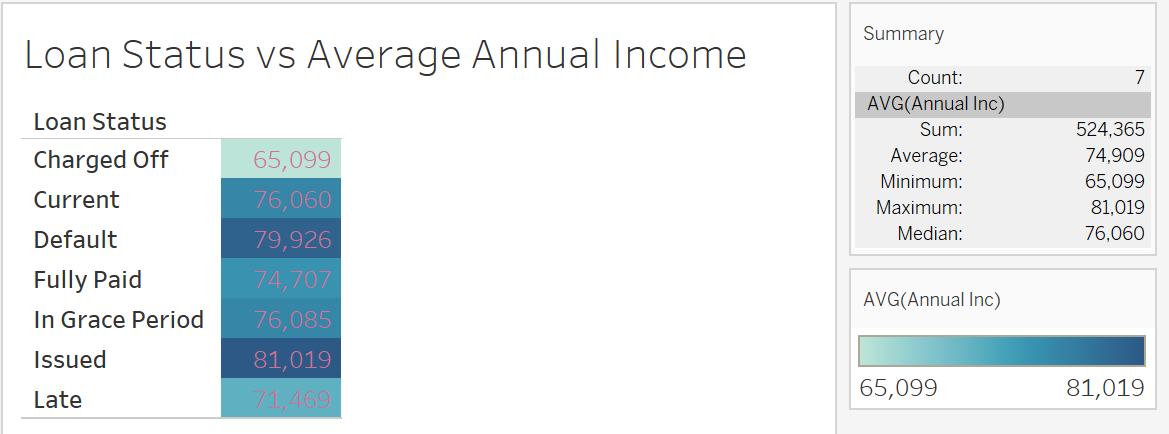 Loan Status vs Average Annual Income
Loan Status
Charged Off 65,099
Current 76,060
Default 79,926
Fully Paid 74,707
In Grace Period 76,085
Issued 81,019
Late 71,469
Summary
Count: 7
AVG(Annual Inc)
Sum: 524,365
Average: 74,909
Minimum: 65,099
Maximum: 81,019
Median: 76,060
AVG(Annual Inc)
65,099 81,019